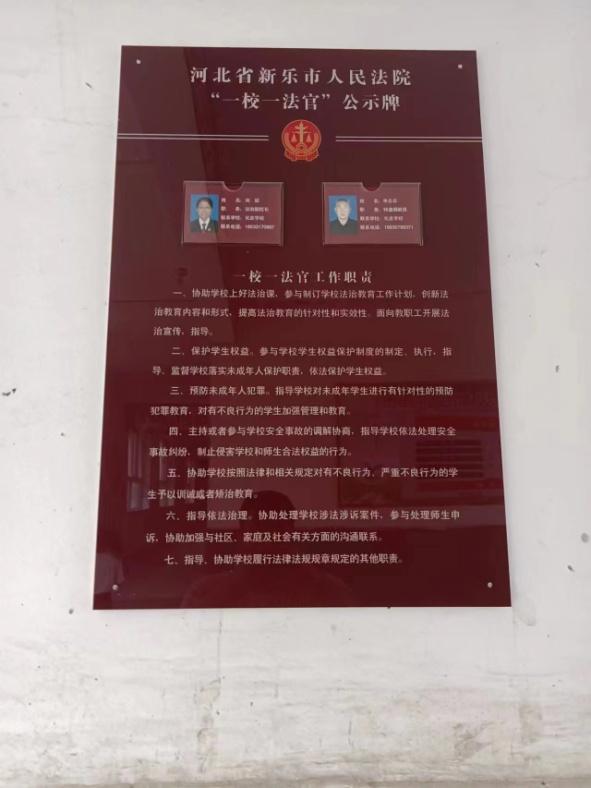 河北省新乐市人民法院
“一校一法官”公示牌
一校一法官工作职责
一、协助学校上好法治课，参与制订学校法治教育工作计划，创新法
治教育内容和形式，提高法治教育的针对性和实效性。面向教职工开展法
治宣传，指导。
二、保护学生权益。参与学校学生权益保护制度的制定、执行，指
导、监督学校落实未成年人保护职责，依法保护学生权益。
三、预防未成年人犯罪。指导学校对未成年学生进行有针对性的预防
犯罪教育，对有不良行为的学生加强管理和教育。
四、主持或者参与学校安全事故的调解协商，指导学校依法处理安全
事故纠纷，制止侵害学校和师生合法权益的行为。
五、协助学校按照法律和相关规定对有不良行为、严重不良行为的学
生予以训诫或者矫治教育。
六、指导依法治理。协助处理学校涉法涉诉案件，参与处理师生申
诉，协助加强与社区、家庭及社会有关方面的沟通联系。
七、指导、协助学校履行法律法规规章规定的其他职责。